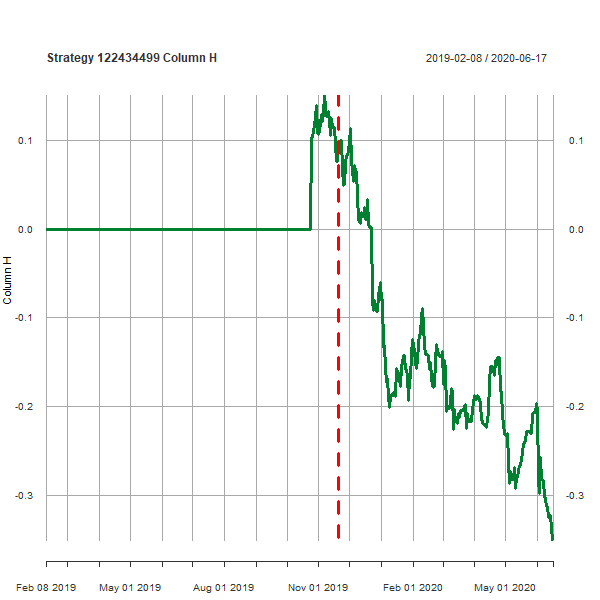 Strategy 122434499 Column H
2019-02-08 / 2020-06-17
0.1
0.1
0.0
0.0
Column H
-0.1
-0.1
-0.2
-0.2
-0.3
-0.3
Feb 08 2019
May 01 2019
Aug 01 2019
Nov 01 2019
Feb 01 2020
May 01 2020